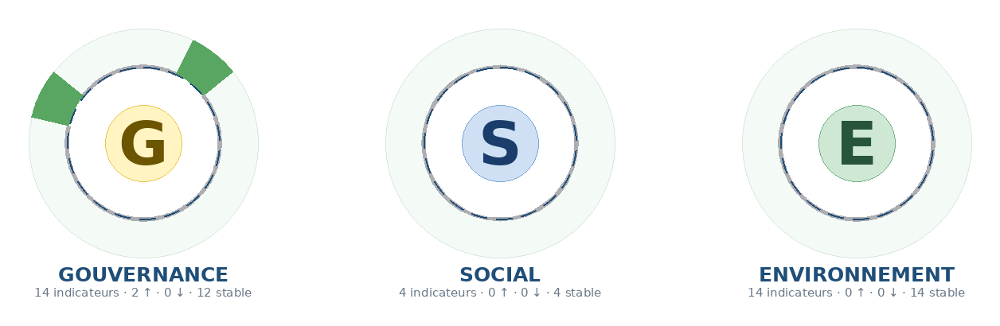 G
S
E
GOUVERNANCE
14 indicateurs · 2 ↑ · 0 ↓ · 12 stable
SOCIAL
4 indicateurs · 0 ↑ · 0 ↓ · 4 stable
ENVIRONNEMENT
14 indicateurs · 0 ↑ · 0 ↓ · 14 stable